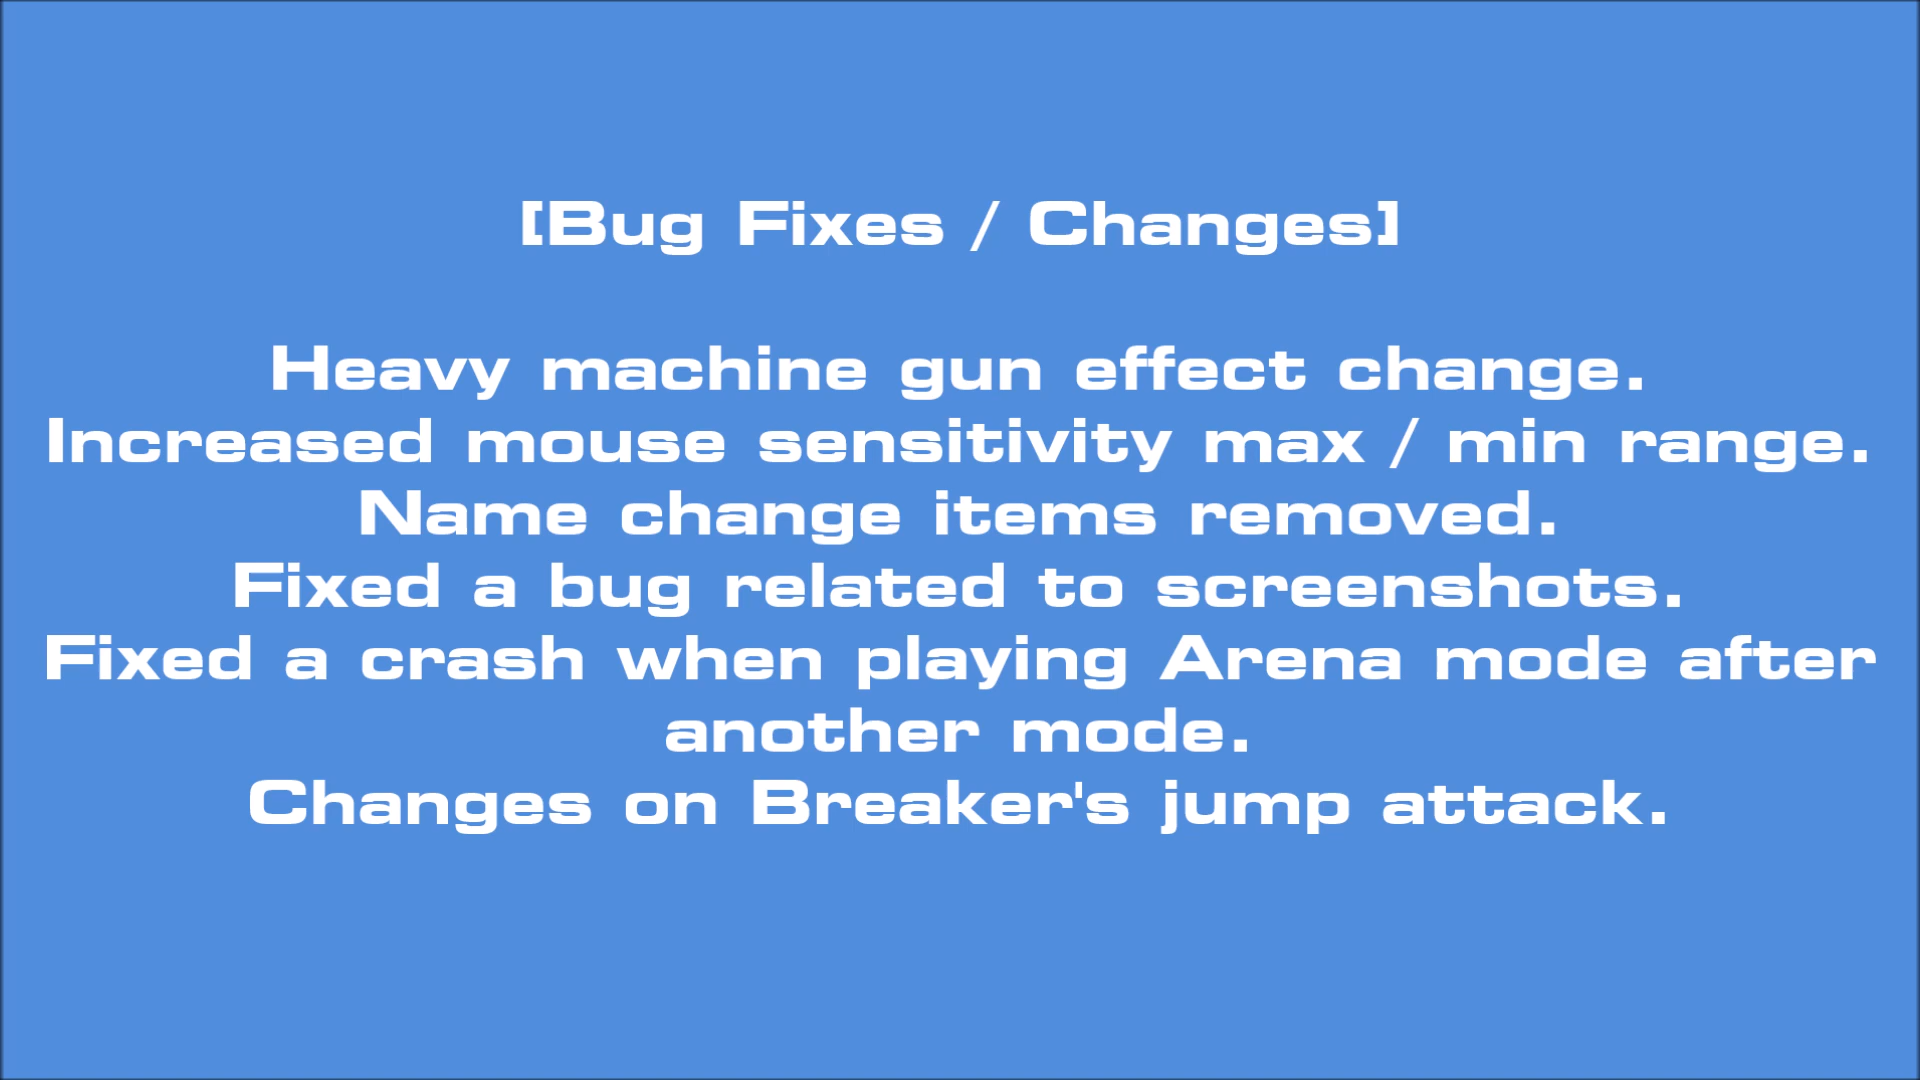 [Bug Fixes / Changes]
Heavy machine gun effect change.
Increased mouse sensitivity max / min range.
Name change items removed.
Fixed a bug related to screenshots.
Fixed a crash when playing Arena mode after
another mode.
Changes on Breaker's jump attack.